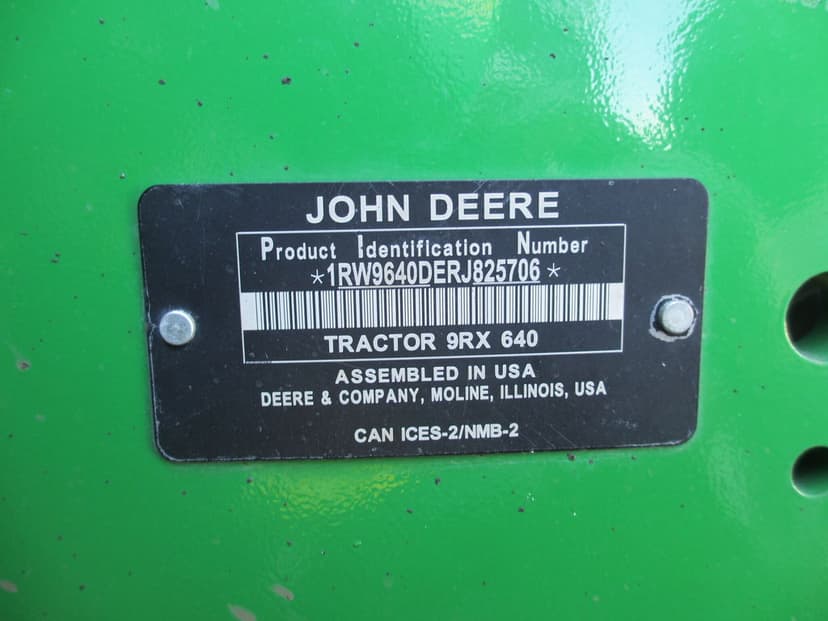 JOHN DEERE
Product Identification Number
*1RW9640DERJ825706*
TRACTOR 9RX 640
ASSEMBLED IN USA
DEERE & COMPANY, MOLINE, ILLINOIS, USA
CAN ICES-2/NMB-2